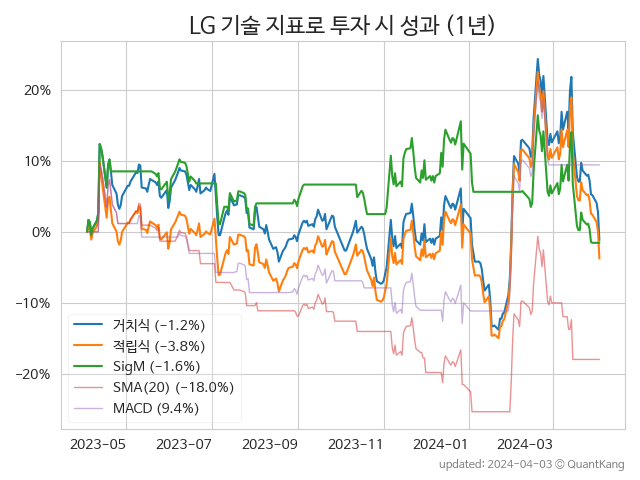 LG 기술 지표로 투자 시 성과 (1년)
20%
10%
0%
−10%
−20%
거치식 (−1.2%)
적립식 (−3.8%)
SigM (−1.6%)
SMA(20) (−18.0%)
MACD (9.4%)
2023-05 2023-07 2023-09 2023-11 2024-01 2024-03
updated: 2024-04-03 © QuantKang